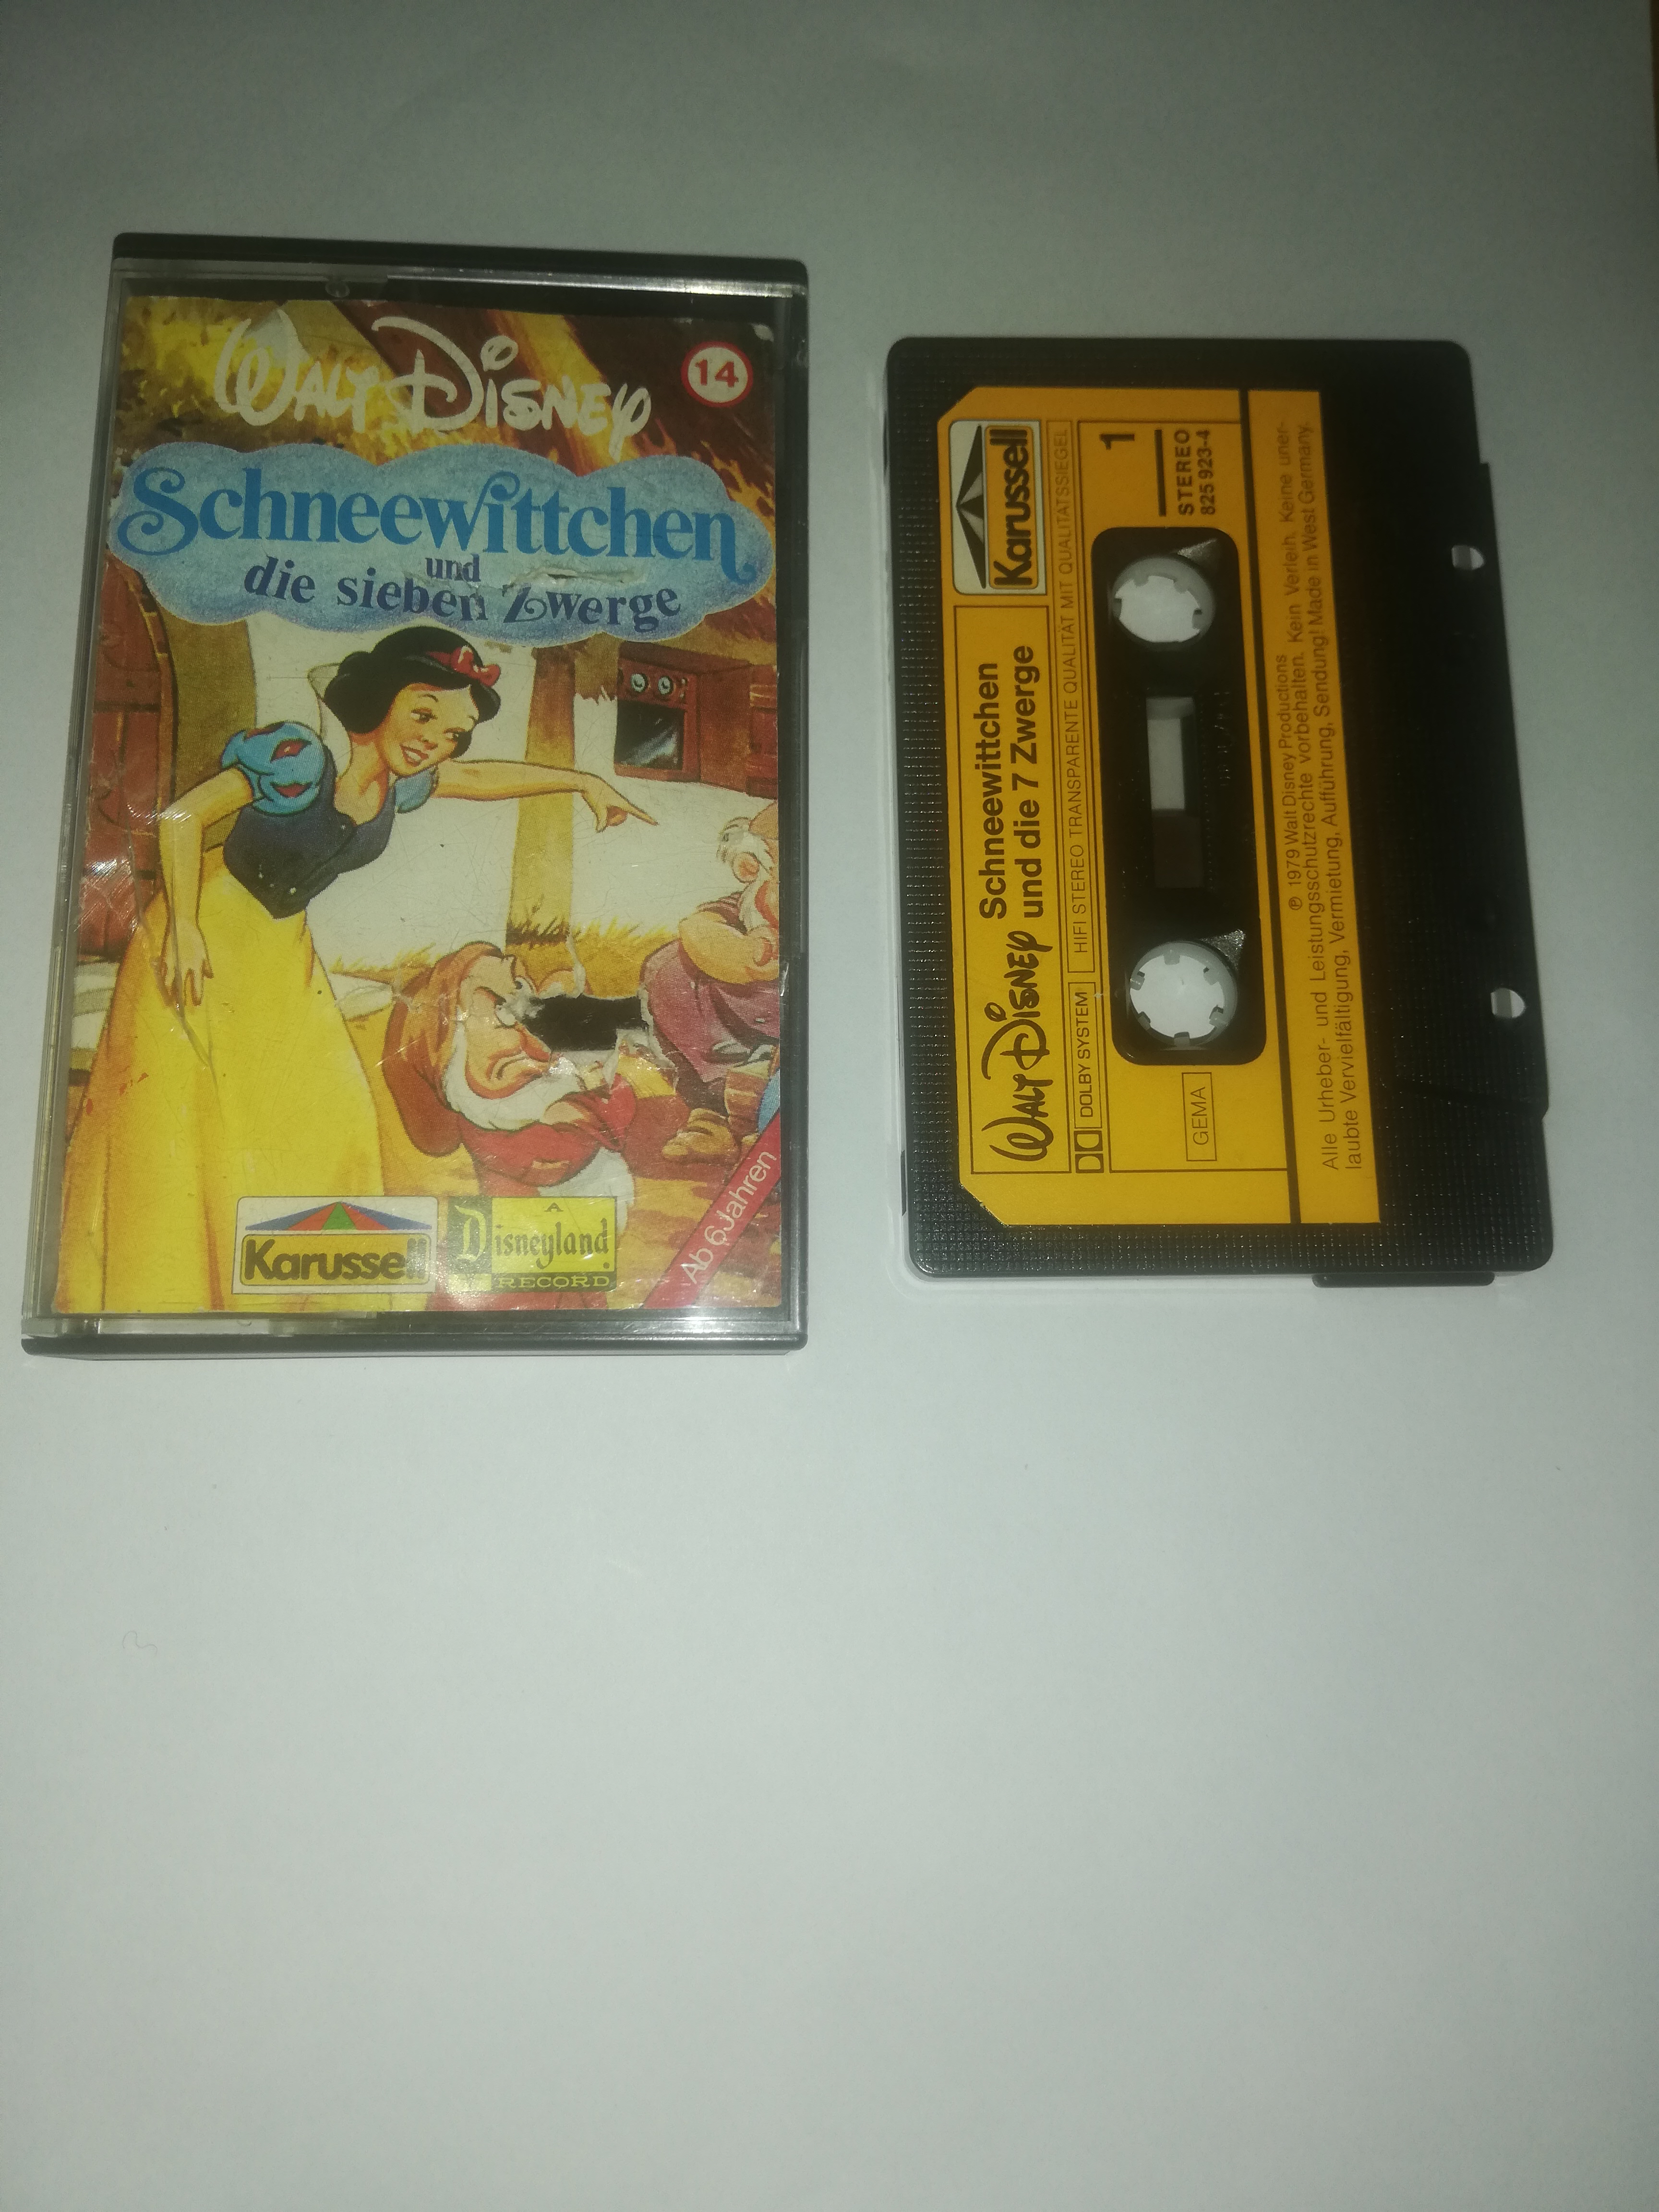 WALT DISNEY
14
Schneewittchen
und
die sieben Zwerge
Karussell
A
Disneyland
RECORD
Ab 6 Jahren
WALT DISNEY
Schneewittchen
und die 7 Zwerge
Karussell
DOLBY SYSTEM
HIFI STEREO TRANSPARENTE QUALITÄT MIT QUALITÄTSSIEGEL
1
STEREO
825 923-4
GEMA
℗ 1979 Walt Disney Productions
Alle Urheber- und Leistungsschutzrechte vorbehalten. Kein Verleih, Keine uner-
laubte Vervielfältigung, Vermietung, Aufführung, Sendung! Made in West Germany.